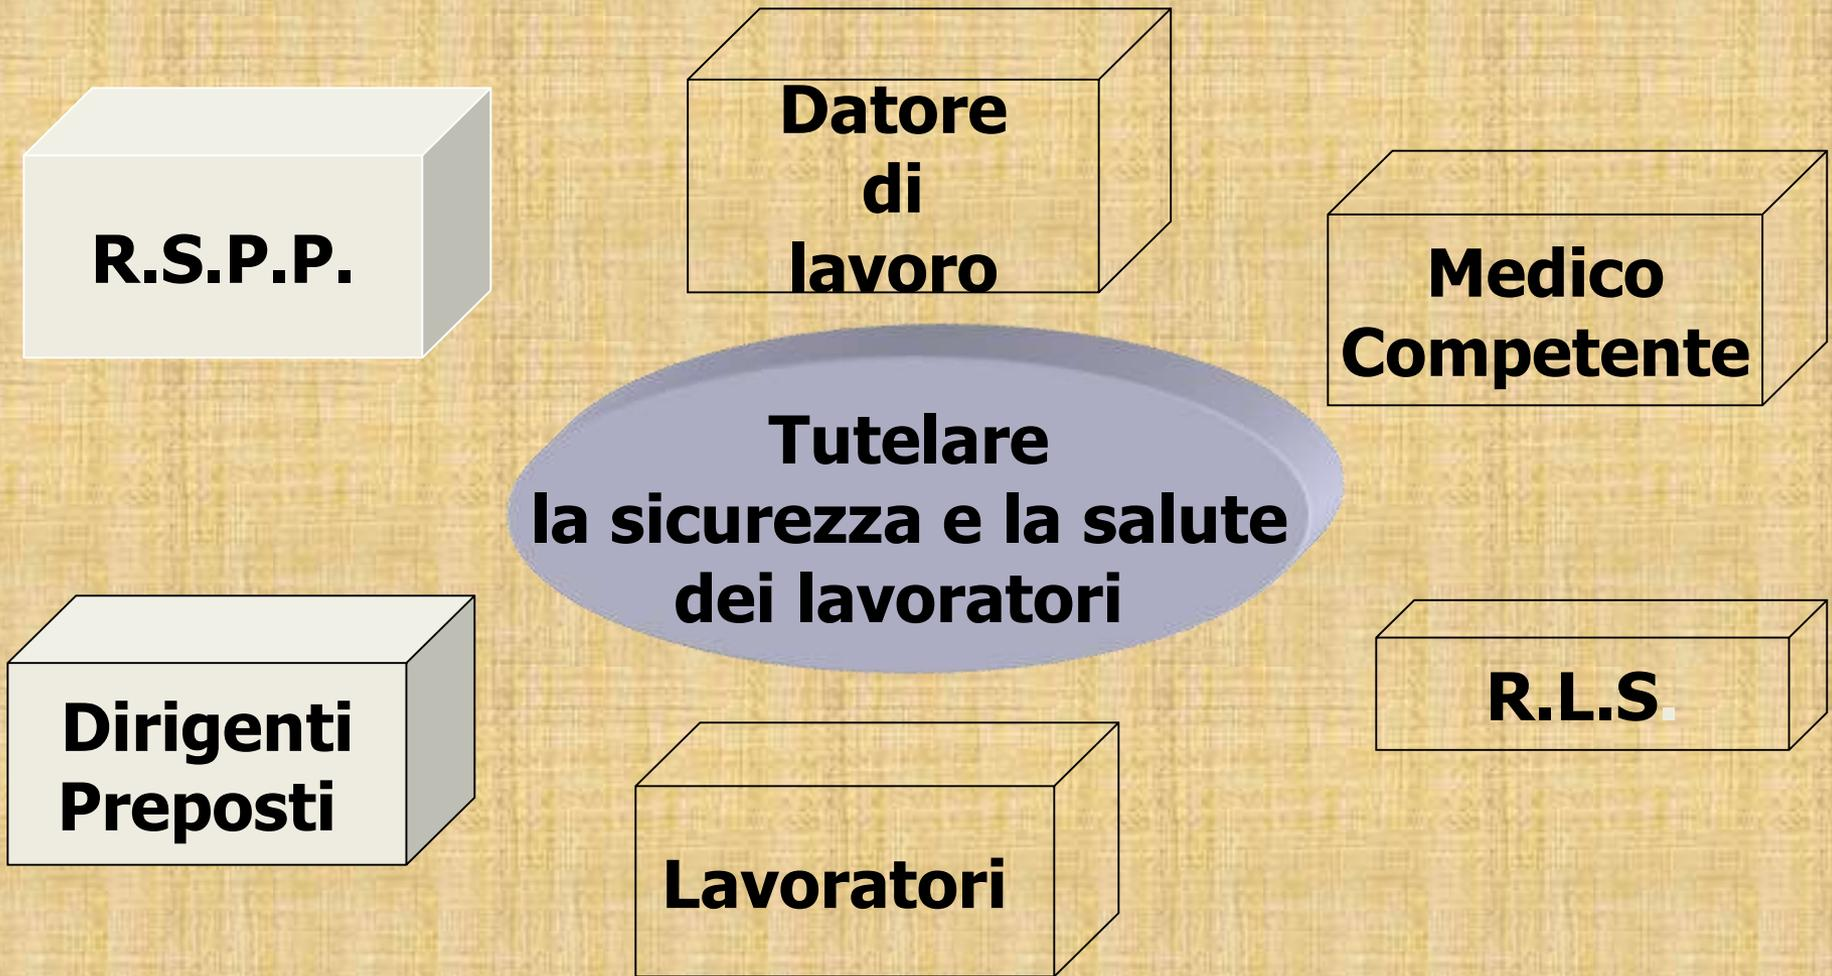 Datore
di
lavoro
R.S.P.P.
Medico
Competente
Tutelare
la sicurezza e la salute
dei lavoratori
Dirigenti
Preposti
R.L.S.
Lavoratori